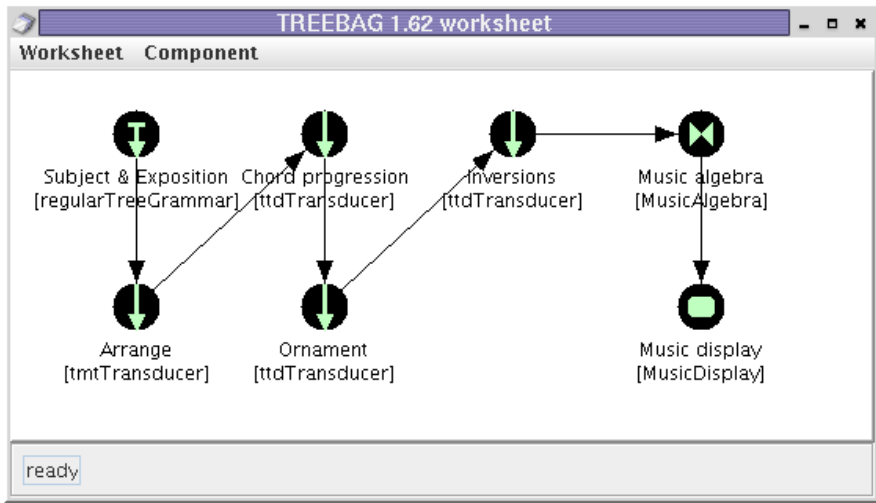 TREEBAG 1.62 worksheet
Worksheet Component
Subject & Exposition
[regularTreeGrammar]
Chord progression
[ttdTransducer]
Inversions
[ttdTransducer]
Music algebra
[MusicAlgebra]
Arrange
[tmtTransducer]
Ornament
[ttdTransducer]
Music display
[MusicDisplay]
ready